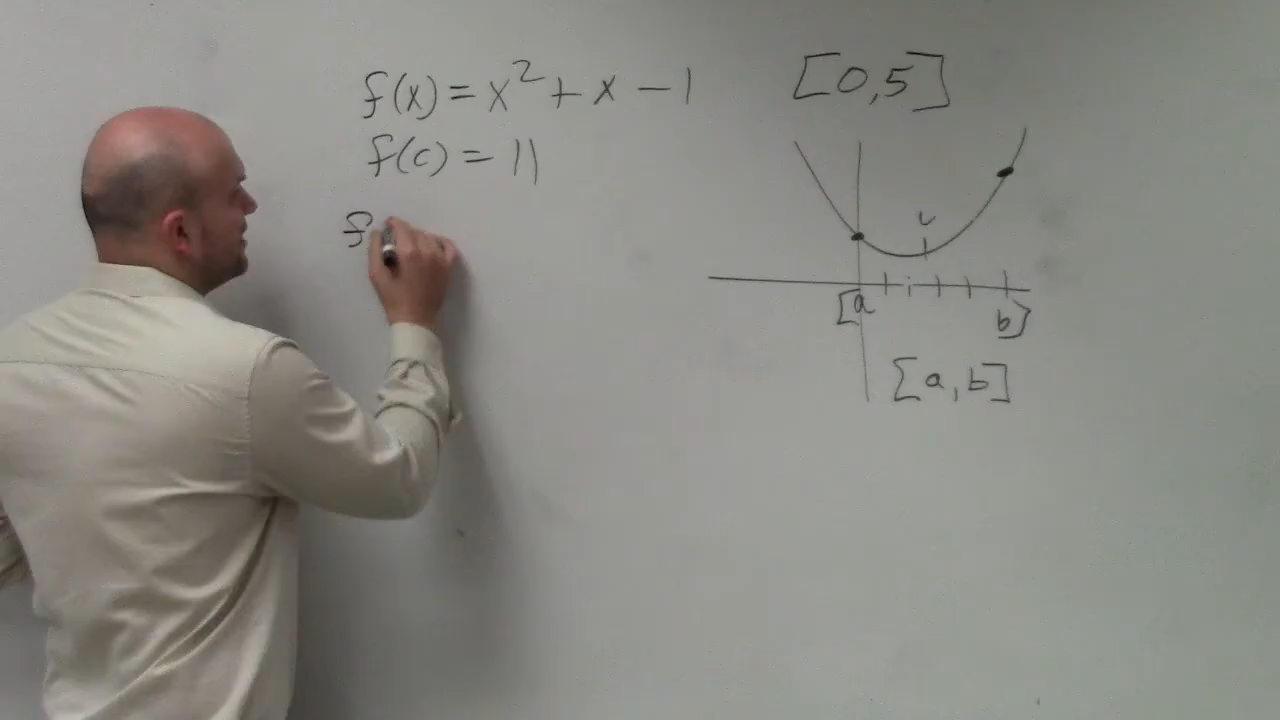 f(x) = x² + x - 1
[0,5]
f(c) = 11
f
c
[a
b]
[a,b]